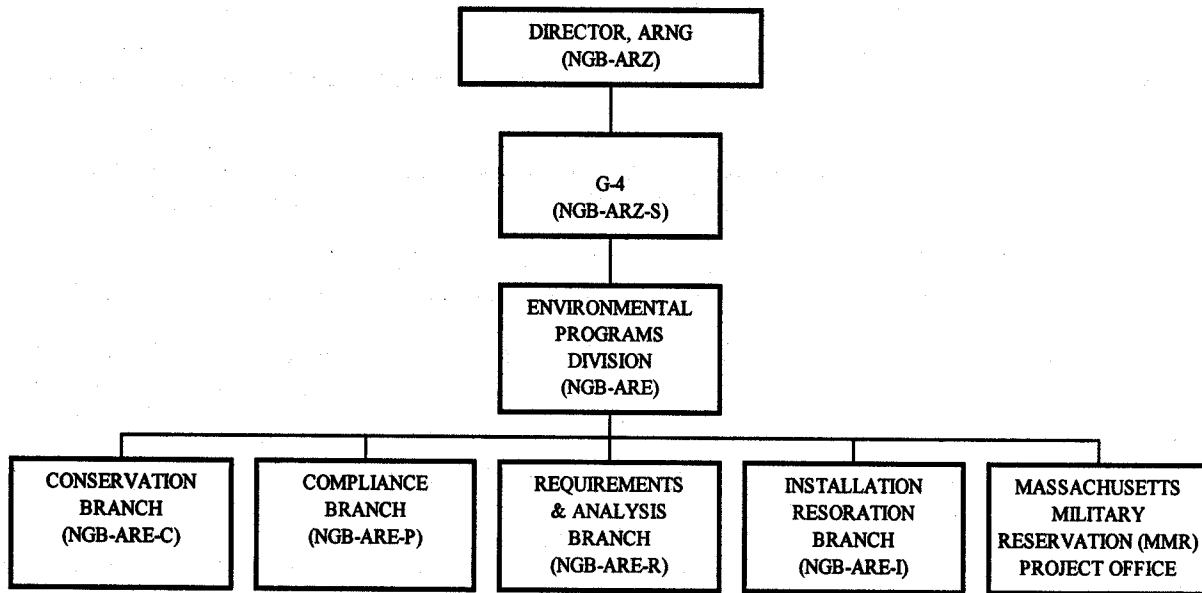 DIRECTOR, ARNG
(NGB-ARZ)
G-4
(NGB-ARZ-S)
ENVIRONMENTAL
PROGRAMS
DIVISION
(NGB-ARE)
CONSERVATION
BRANCH
(NGB-ARE-C)
COMPLIANCE
BRANCH
(NGB-ARE-P)
REQUIREMENTS
& ANALYSIS
BRANCH
(NGB-ARE-R)
INSTALLATION
RESORATION
BRANCH
(NGB-ARE-I)
MASSACHUSETTS
MILITARY
RESERVATION (MMR)
PROJECT OFFICE